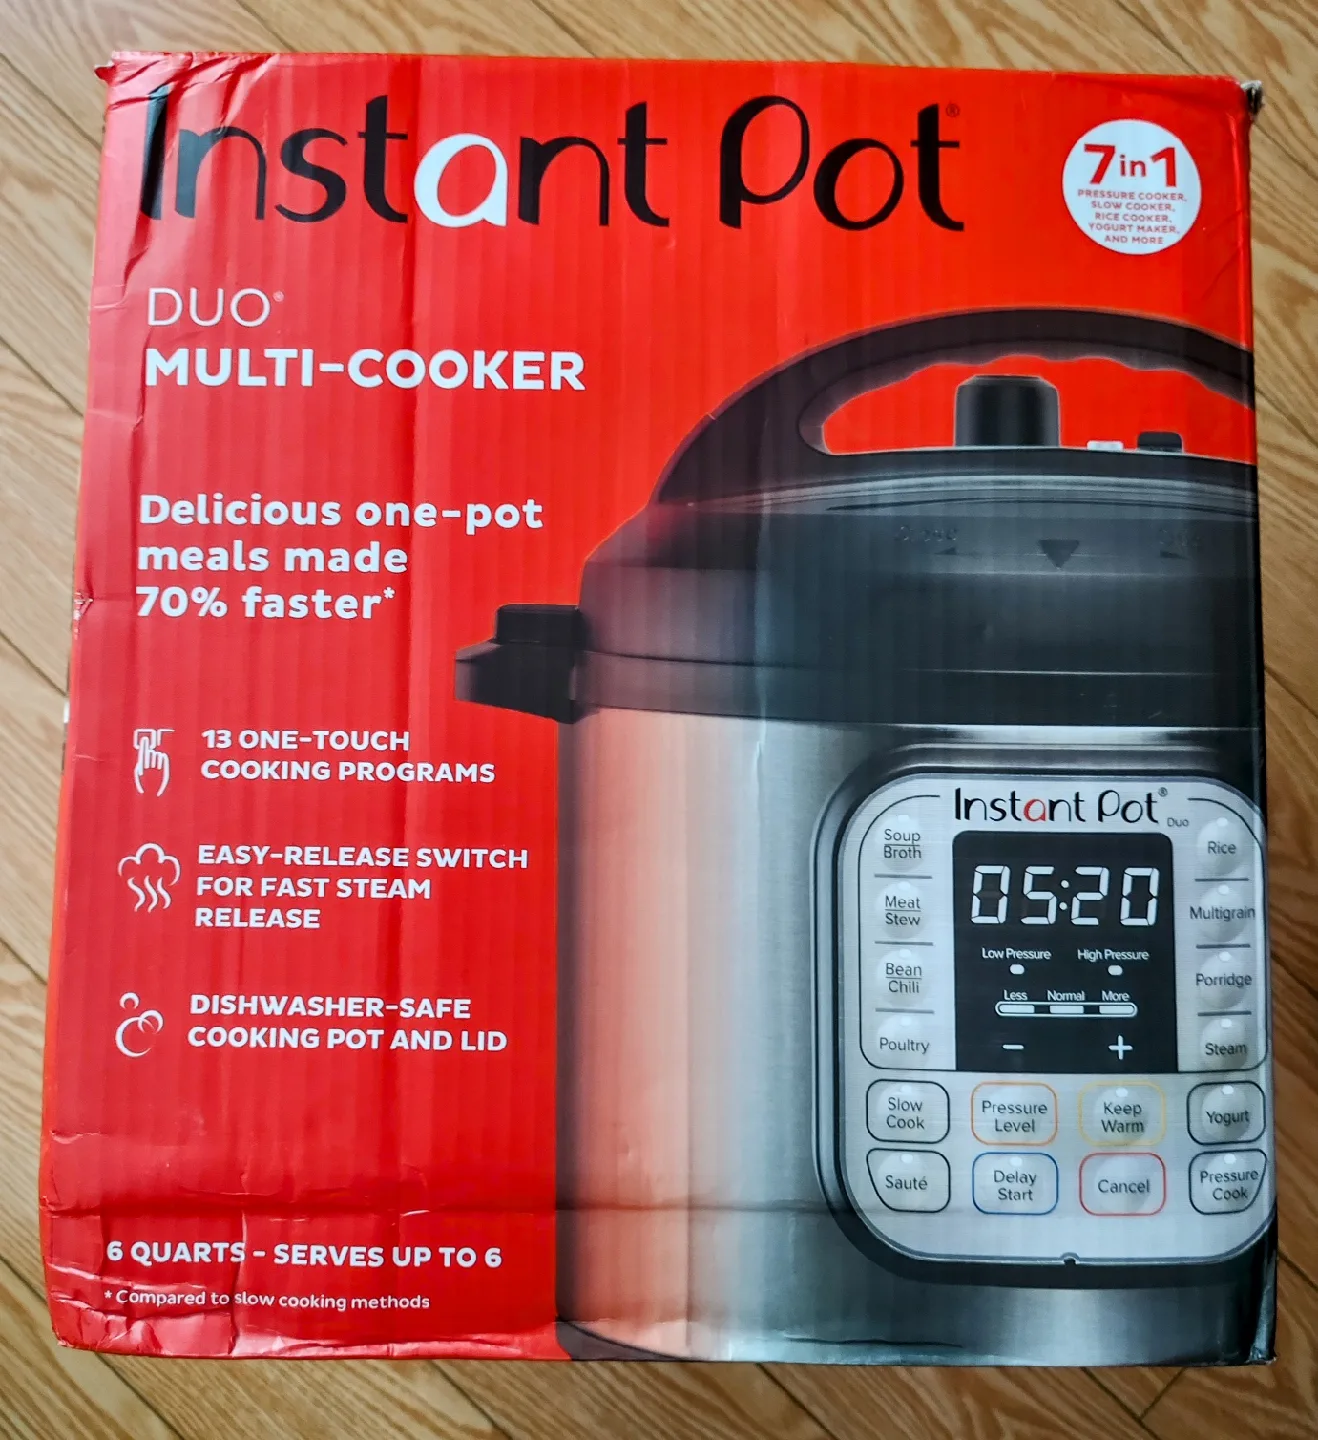 Instant Pot®
7in1
PRESSURE COOKER,
SLOW COOKER,
RICE COOKER,
YOGURT MAKER,
AND MORE
DUO®
MULTI-COOKER
Delicious one-pot
meals made
70% faster*
13 ONE-TOUCH
COOKING PROGRAMS
EASY-RELEASE SWITCH
FOR FAST STEAM
RELEASE
DISHWASHER-SAFE
COOKING POT AND LID
6 QUARTS - SERVES UP TO 6
* Compared to slow cooking methods
Instant Pot® Duo
Soup
Broth
Meat
Stew
Bean
Chili
Poultry
05:20
Low Pressure High Pressure
Less Normal More
− +
Rice
Multigrain
Porridge
Steam
Slow
Cook
Pressure
Level
Keep
Warm
Yogurt
Sauté
Delay
Start
Cancel
Pressure
Cook